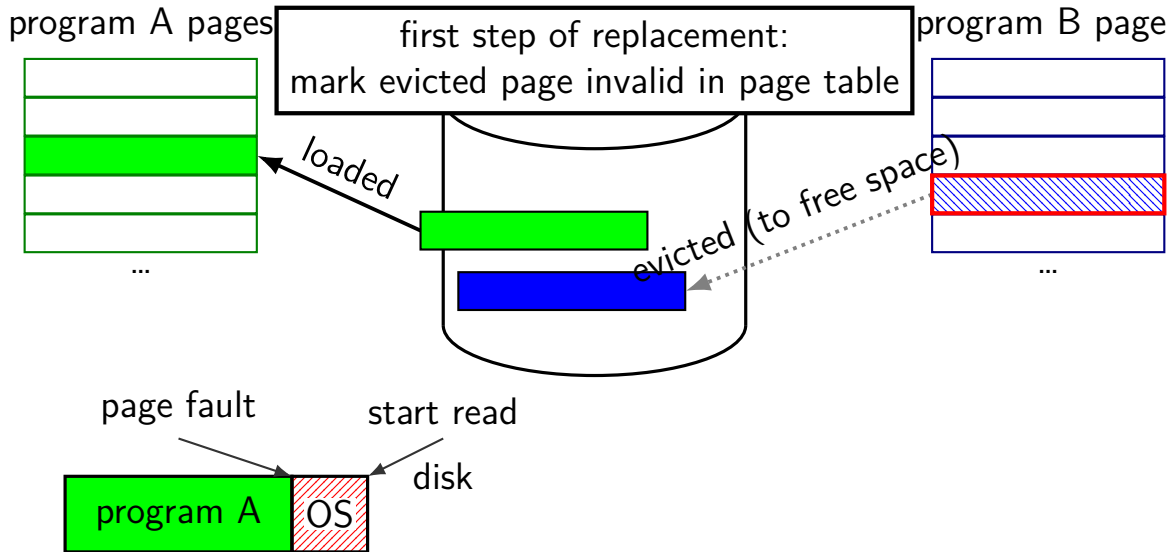 program A pages
first step of replacement:
mark evicted page invalid in page table
program B page
loaded
evicted (to free space)
...
...
page fault
start read
disk
program A
OS